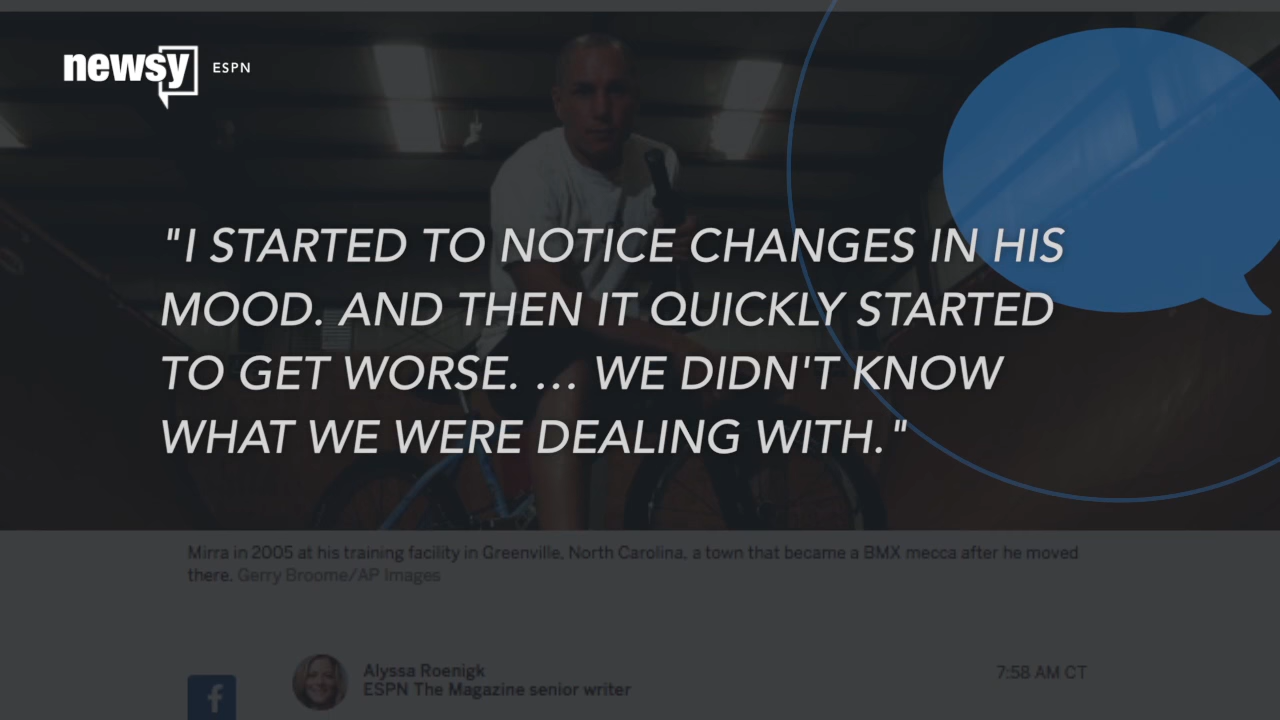 newsy ESPN
"I STARTED TO NOTICE CHANGES IN HIS
MOOD. AND THEN IT QUICKLY STARTED
TO GET WORSE. … WE DIDN'T KNOW
WHAT WE WERE DEALING WITH."
Mirra in 2005 at his training facility in Greenville, North Carolina, a town that became a BMX mecca after he moved
there. Gerry Broome/AP Images
Alyssa Roenigk
7:58 AM CT
ESPN The Magazine senior writer
f